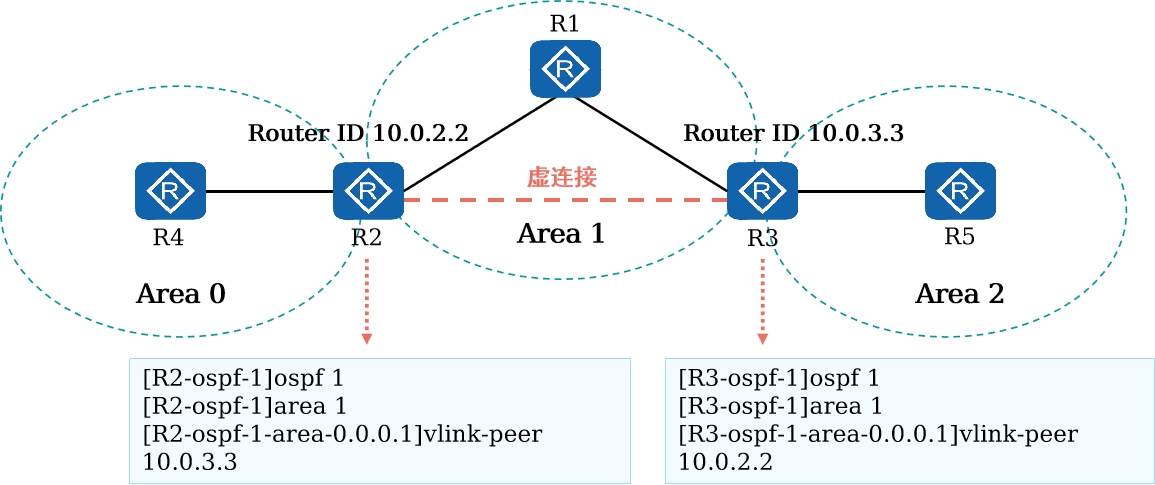 R1
R
Router ID 10.0.2.2
Router ID 10.0.3.3
虚连接
R
R
R
R
R4
R2
Area 1
R3
R5
Area 0
Area 2
[R2-ospf-1]ospf 1
[R2-ospf-1]area 1
[R2-ospf-1-area-0.0.0.1]vlink-peer
10.0.3.3
[R3-ospf-1]ospf 1
[R3-ospf-1]area 1
[R3-ospf-1-area-0.0.0.1]vlink-peer
10.0.2.2